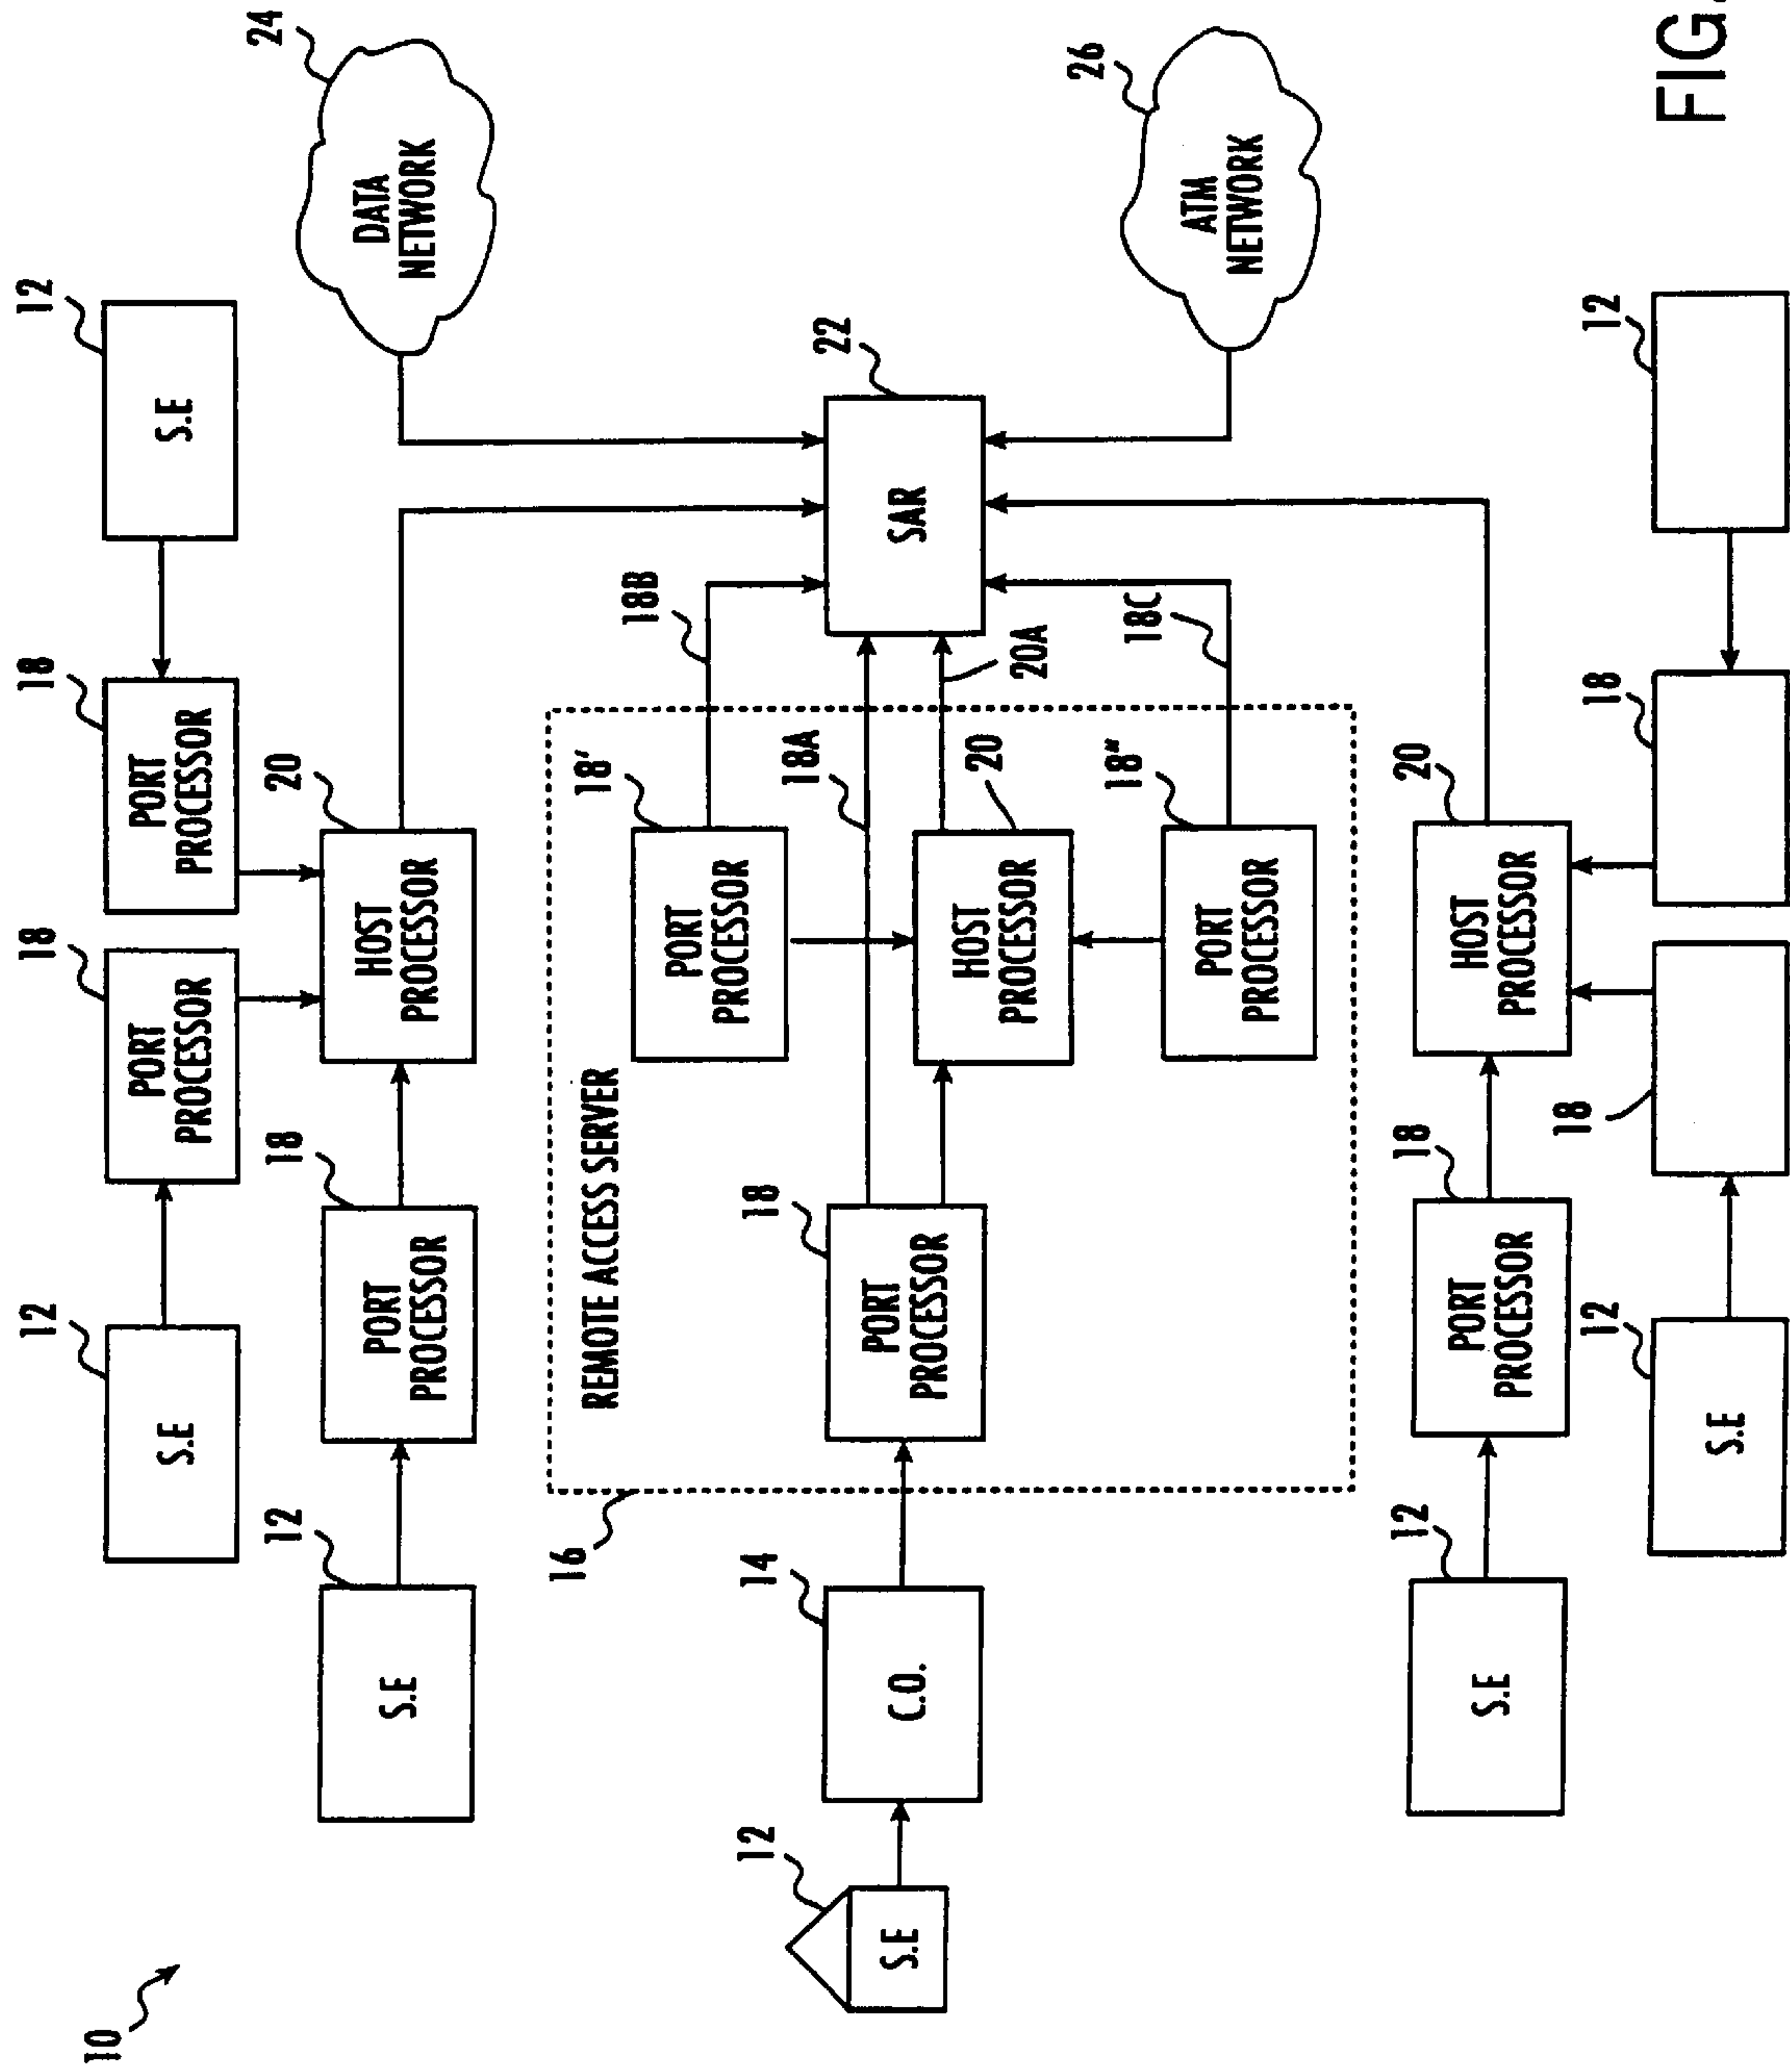 10
12
18
18
12
S.E
PORT
PROCESSOR
PORT
PROCESSOR
S.E
12
18
20
24
S.E
PORT
PROCESSOR
HOST
PROCESSOR
DATA
NETWORK
16
REMOTE ACCESS SERVER
18'
18B
PORT
PROCESSOR
12
14
18
18A
22
S.E
C.O.
PORT
PROCESSOR
HOST
PROCESSOR
20
20A
SAR
18"
18C
26
PORT
PROCESSOR
ATM
NETWORK
12
18
20
S.E
PORT
PROCESSOR
HOST
PROCESSOR
12
18
18
12
S.E
FIG.